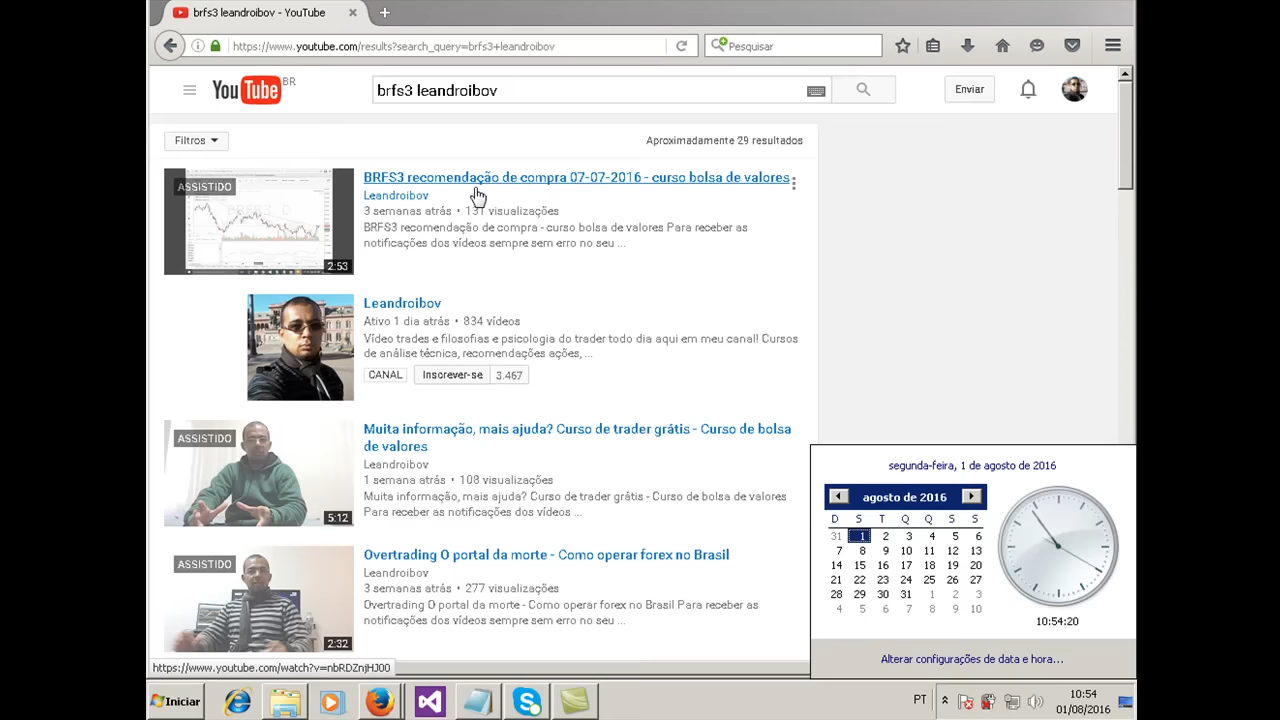 brfs3 leandroibov - YouTube
https://www.youtube.com/results?search_query=brfs3+leandroibov
Pesquisar
YouTube BR
brfs3 leandroibov
Enviar
Filtros
Aproximadamente 29 resultados
ASSISTIDO
2:53
BRFS3 recomendação de compra 07-07-2016 - curso bolsa de valores
Leandroibov
3 semanas atrás • 131 visualizações
BRFS3 recomendação de compra - curso bolsa de valores Para receber as
notificações dos vídeos sempre sem erro no seu ...
Leandroibov
Ativo 1 dia atrás • 834 vídeos
Vídeo trades e filosofias e psicologia do trader todo dia aqui em meu canal! Cursos
de análise técnica, recomendações ações, ...
CANAL Inscrever-se 3.467
ASSISTIDO
5:12
Muita informação, mais ajuda? Curso de trader grátis - Curso de bolsa
de valores
Leandroibov
1 semana atrás • 108 visualizações
Muita informação, mais ajuda? Curso de trader grátis - Curso de bolsa de valores
Para receber as notificações dos vídeos ...
ASSISTIDO
2:32
Overtrading O portal da morte - Como operar forex no Brasil
Leandroibov
3 semanas atrás • 277 visualizações
Overtrading O portal da morte - Como operar forex no Brasil Para receber as
notificações dos vídeos sempre sem erro no seu ...
https://www.youtube.com/watch?v=nbRDZnjHJ00
segunda-feira, 1 de agosto de 2016
agosto de 2016
D S T Q Q S S
31 1 2 3 4 5 6
7 8 9 10 11 12 13
14 15 16 17 18 19 20
21 22 23 24 25 26 27
28 29 30 31 1 2 3
4 5 6 7 8 9 10
10:54:20
Alterar configurações de data e hora...
Iniciar
PT
10:54
01/08/2016